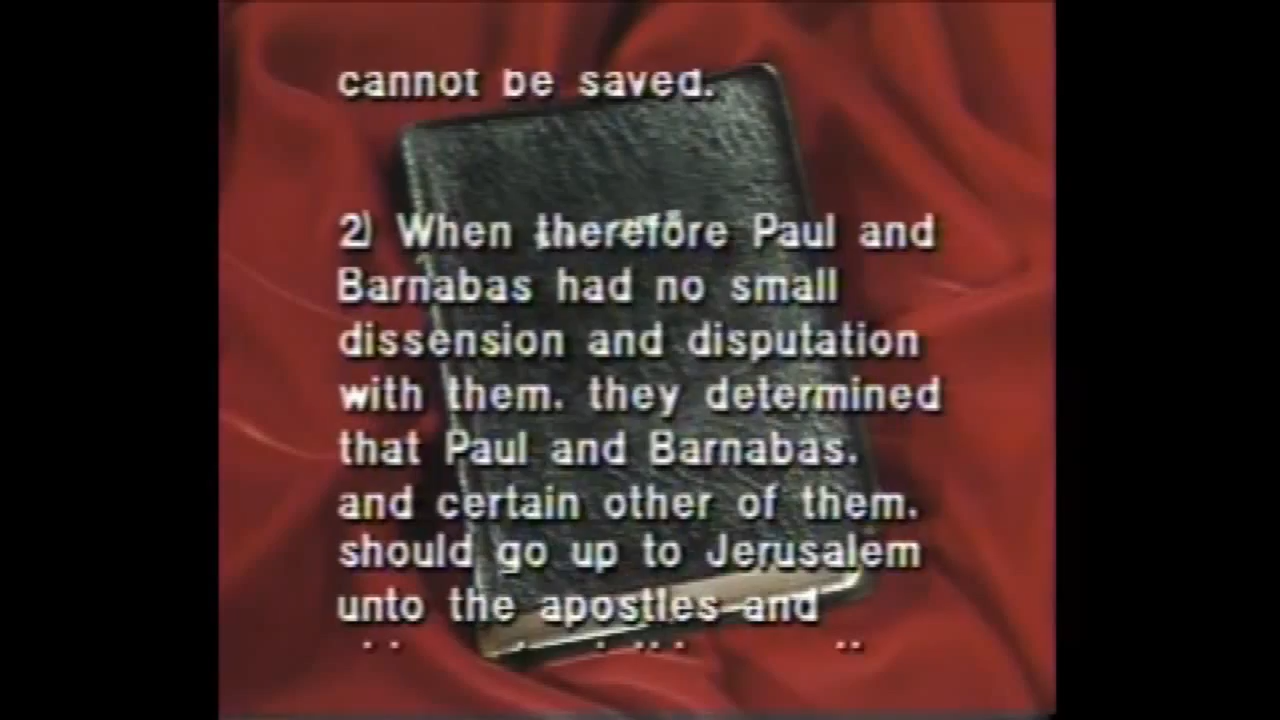 cannot be saved.
2) When therefore Paul and
Barnabas had no small
dissension and disputation
with them, they determined
that Paul and Barnabas,
and certain other of them,
should go up to Jerusalem
unto the apostles and